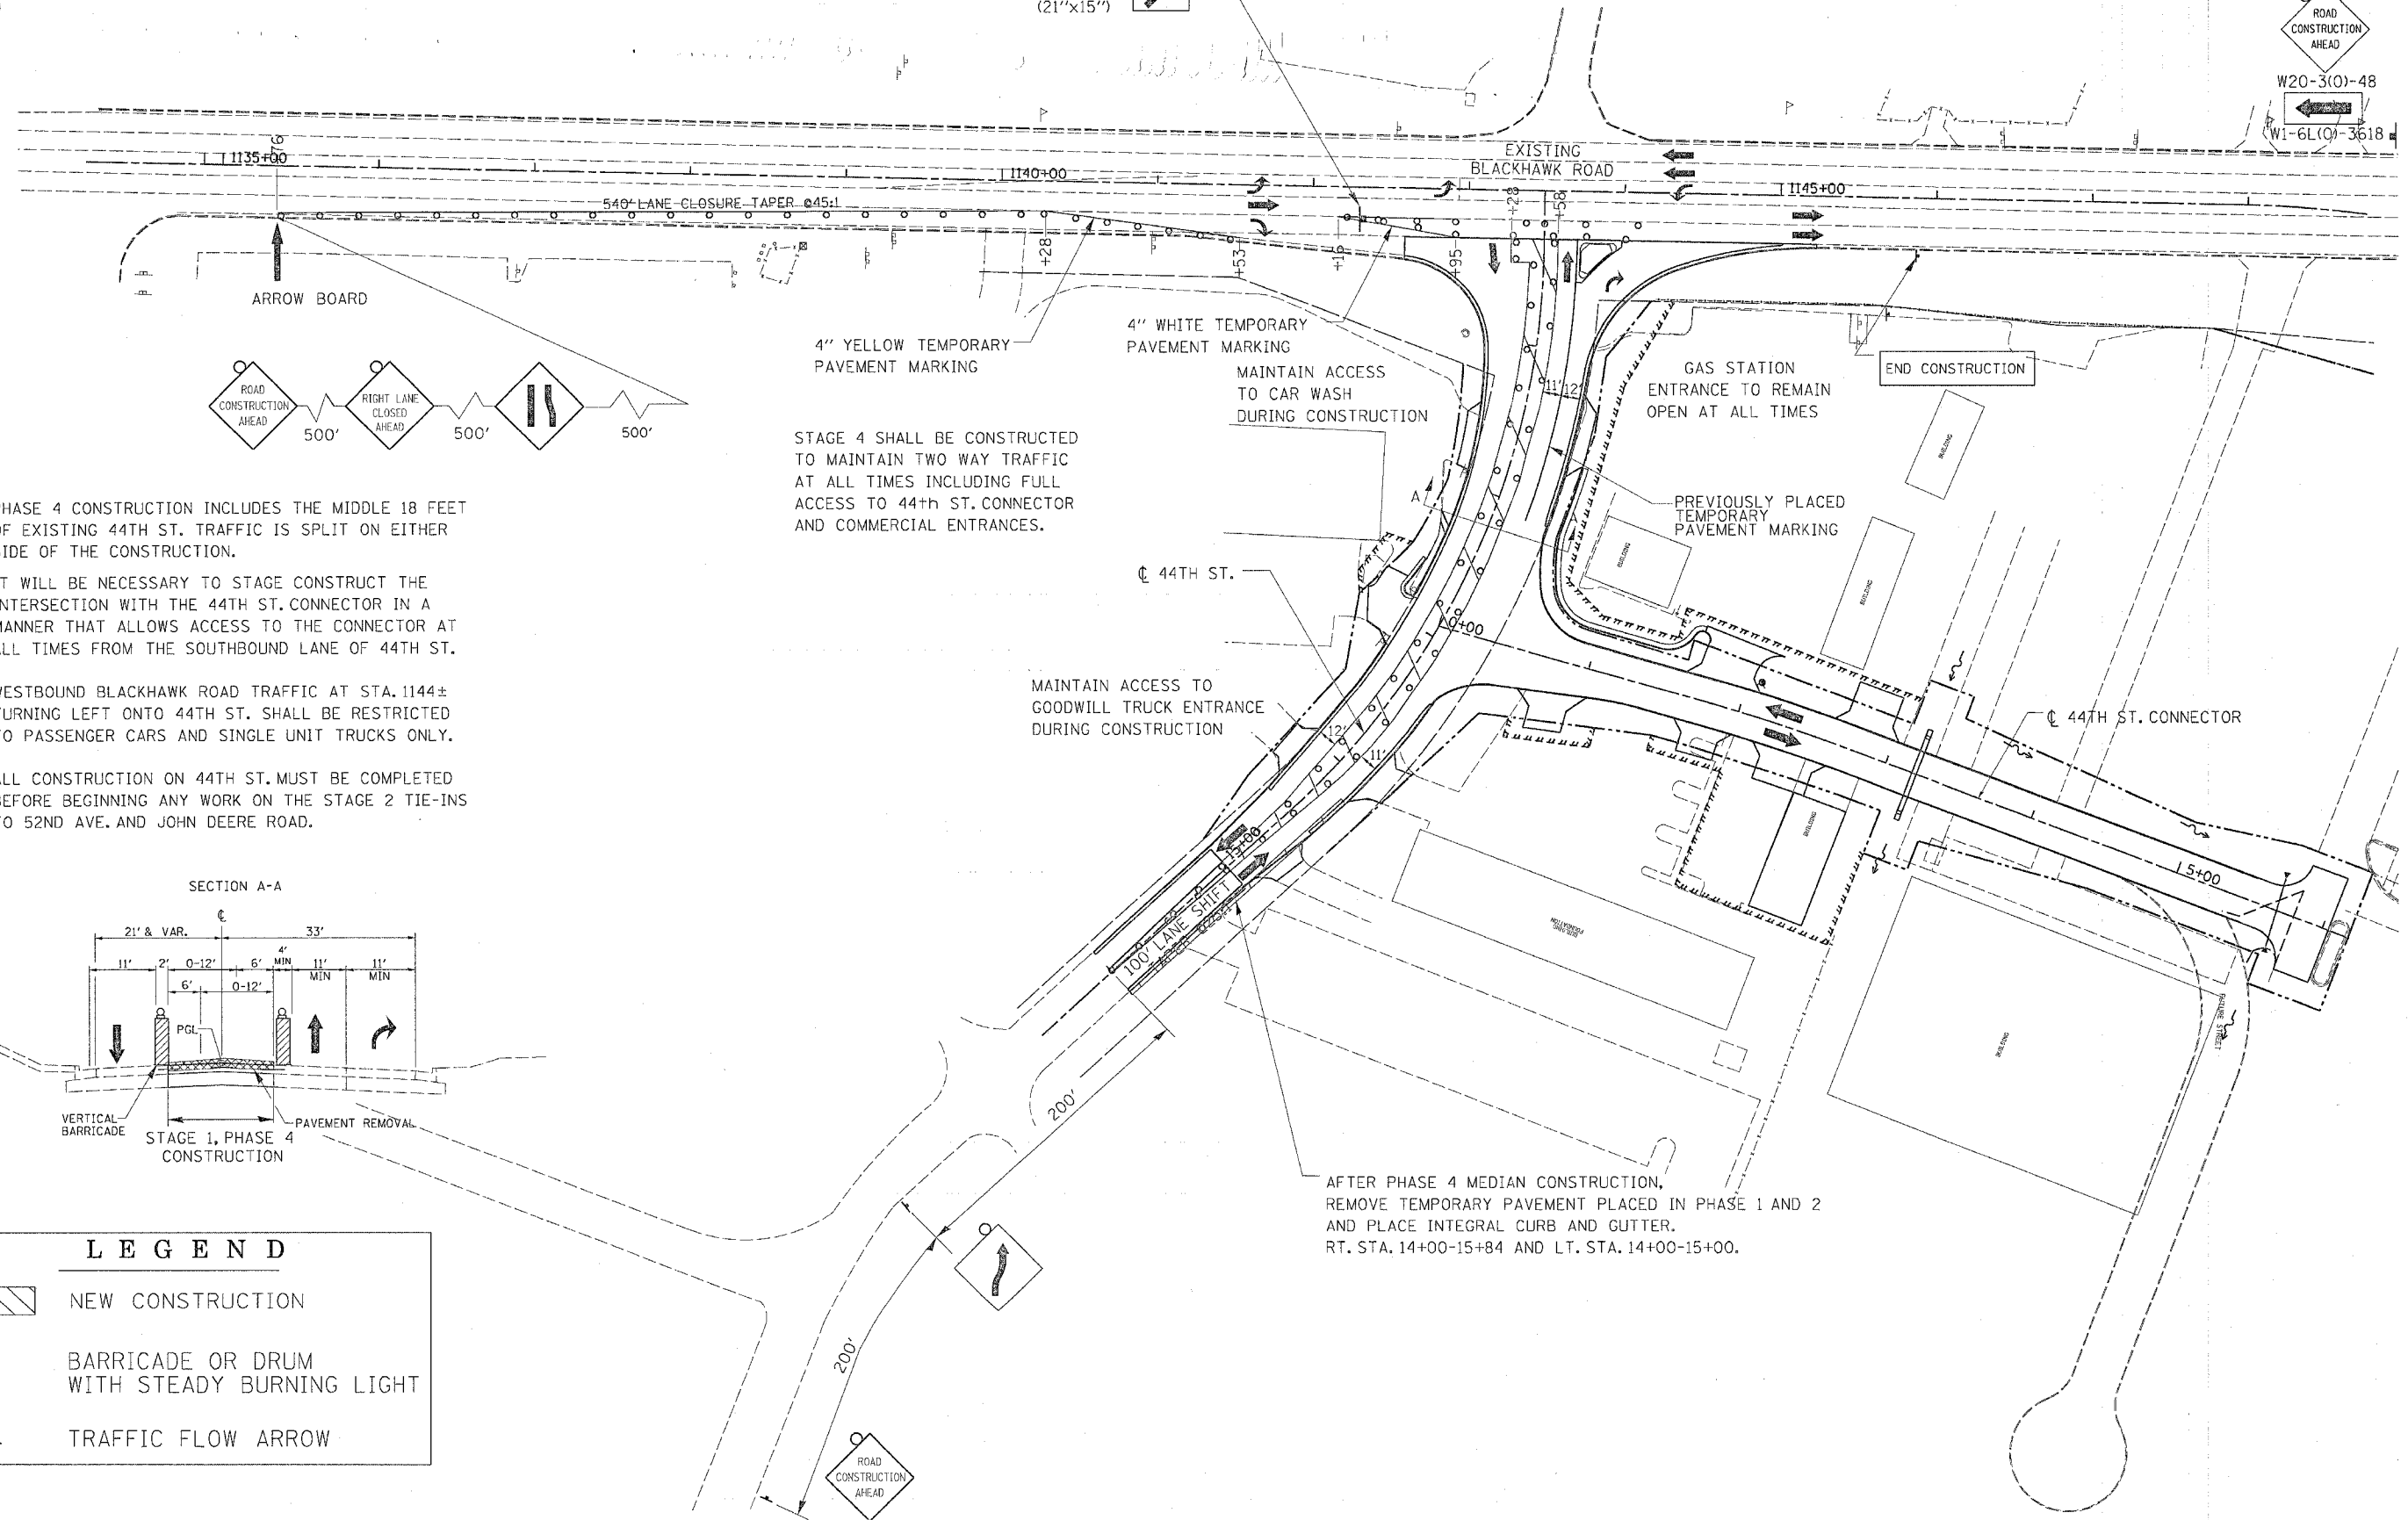 (21"x15")
ROAD
CONSTRUCTION
AHEAD
W20-3(O)-48
W1-6L(O)-3618
EXISTING
BLACKHAWK ROAD
1135+00
1140+00
1145+00
+76
540' LANE CLOSURE TAPER @45:1
+28
+53
+95
+28
+58
ARROW BOARD
4" YELLOW TEMPORARY
PAVEMENT MARKING
4" WHITE TEMPORARY
PAVEMENT MARKING
MAINTAIN ACCESS
TO CAR WASH
DURING CONSTRUCTION
GAS STATION
ENTRANCE TO REMAIN
OPEN AT ALL TIMES
END CONSTRUCTION
11'
12'
BUILDING
ROAD
CONSTRUCTION
AHEAD
500'
RIGHT LANE
CLOSED
AHEAD
500'
500'
STAGE 4 SHALL BE CONSTRUCTED
TO MAINTAIN TWO WAY TRAFFIC
AT ALL TIMES INCLUDING FULL
ACCESS TO 44th ST. CONNECTOR
AND COMMERCIAL ENTRANCES.
A
PREVIOUSLY PLACED
TEMPORARY
PAVEMENT MARKING
BUILDING
BUILDING
HASE 4 CONSTRUCTION INCLUDES THE MIDDLE 18 FEET
F EXISTING 44TH ST. TRAFFIC IS SPLIT ON EITHER
IDE OF THE CONSTRUCTION.
T WILL BE NECESSARY TO STAGE CONSTRUCT THE
NTERSECTION WITH THE 44TH ST. CONNECTOR IN A
ANNER THAT ALLOWS ACCESS TO THE CONNECTOR AT
LL TIMES FROM THE SOUTHBOUND LANE OF 44TH ST.
ESTBOUND BLACKHAWK ROAD TRAFFIC AT STA. 1144±
URNING LEFT ONTO 44TH ST. SHALL BE RESTRICTED
O PASSENGER CARS AND SINGLE UNIT TRUCKS ONLY.
LL CONSTRUCTION ON 44TH ST. MUST BE COMPLETED
EFORE BEGINNING ANY WORK ON THE STAGE 2 TIE-INS
O 52ND AVE. AND JOHN DEERE ROAD.
℄ 44TH ST.
0+00
MAINTAIN ACCESS TO
GOODWILL TRUCK ENTRANCE
DURING CONSTRUCTION
12'
11'
℄ 44TH ST. CONNECTOR
15+00
5+00
100' LANE SHIFT
BUILDING
BUILDING
FOUNDATION
BUILDING
FUTURE STREET
SECTION A-A
℄
21' & VAR.
33'
11'
2'
0-12'
6'
4'
MIN
11'
MIN
11'
MIN
6'
0-12'
PGL
VERTICAL
BARRICADE
PAVEMENT REMOVAL
STAGE 1, PHASE 4
CONSTRUCTION
200'
200'
AFTER PHASE 4 MEDIAN CONSTRUCTION,
REMOVE TEMPORARY PAVEMENT PLACED IN PHASE 1 AND 2
AND PLACE INTEGRAL CURB AND GUTTER.
RT. STA. 14+00-15+84 AND LT. STA. 14+00-15+00.
LEGEND
NEW CONSTRUCTION
BARRICADE OR DRUM
WITH STEADY BURNING LIGHT
TRAFFIC FLOW ARROW
ROAD
CONSTRUCTION
AHEAD